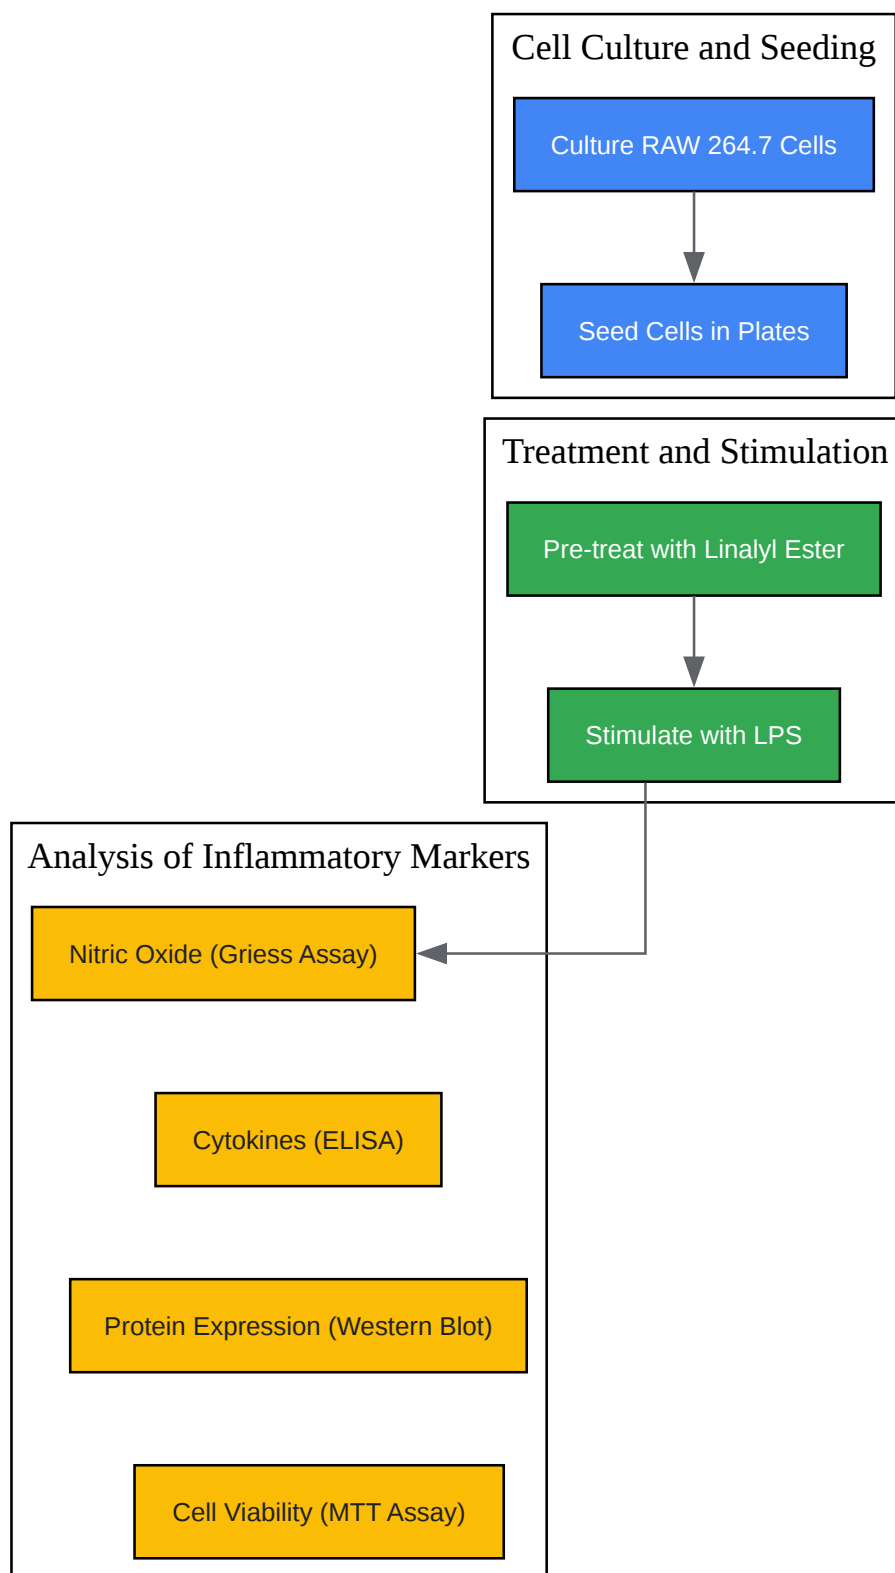 Cell Culture and Seeding
Culture RAW 264.7 Cells
Seed Cells in Plates
Treatment and Stimulation
Pre-treat with Linalyl Ester
Stimulate with LPS
Analysis of Inflammatory Markers
Nitric Oxide (Griess Assay)
Cytokines (ELISA)
Protein Expression (Western Blot)
Cell Viability (MTT Assay)